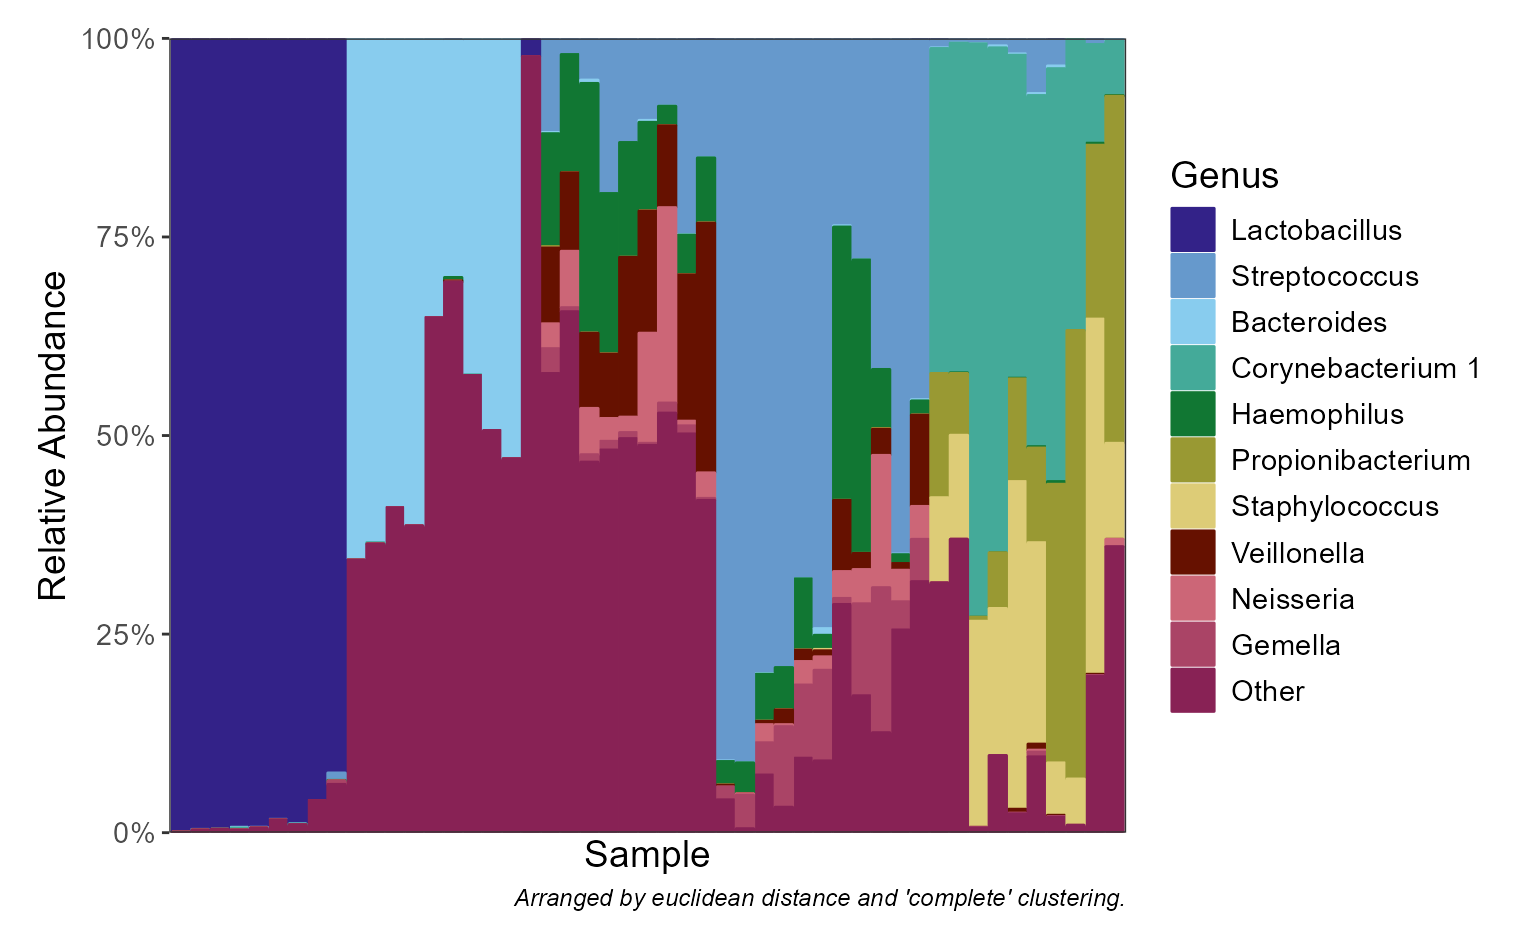 100%
75%
50%
25%
0%
Relative Abundance
Sample
Arranged by euclidean distance and 'complete' clustering.
Genus
Lactobacillus
Streptococcus
Bacteroides
Corynebacterium 1
Haemophilus
Propionibacterium
Staphylococcus
Veillonella
Neisseria
Gemella
Other